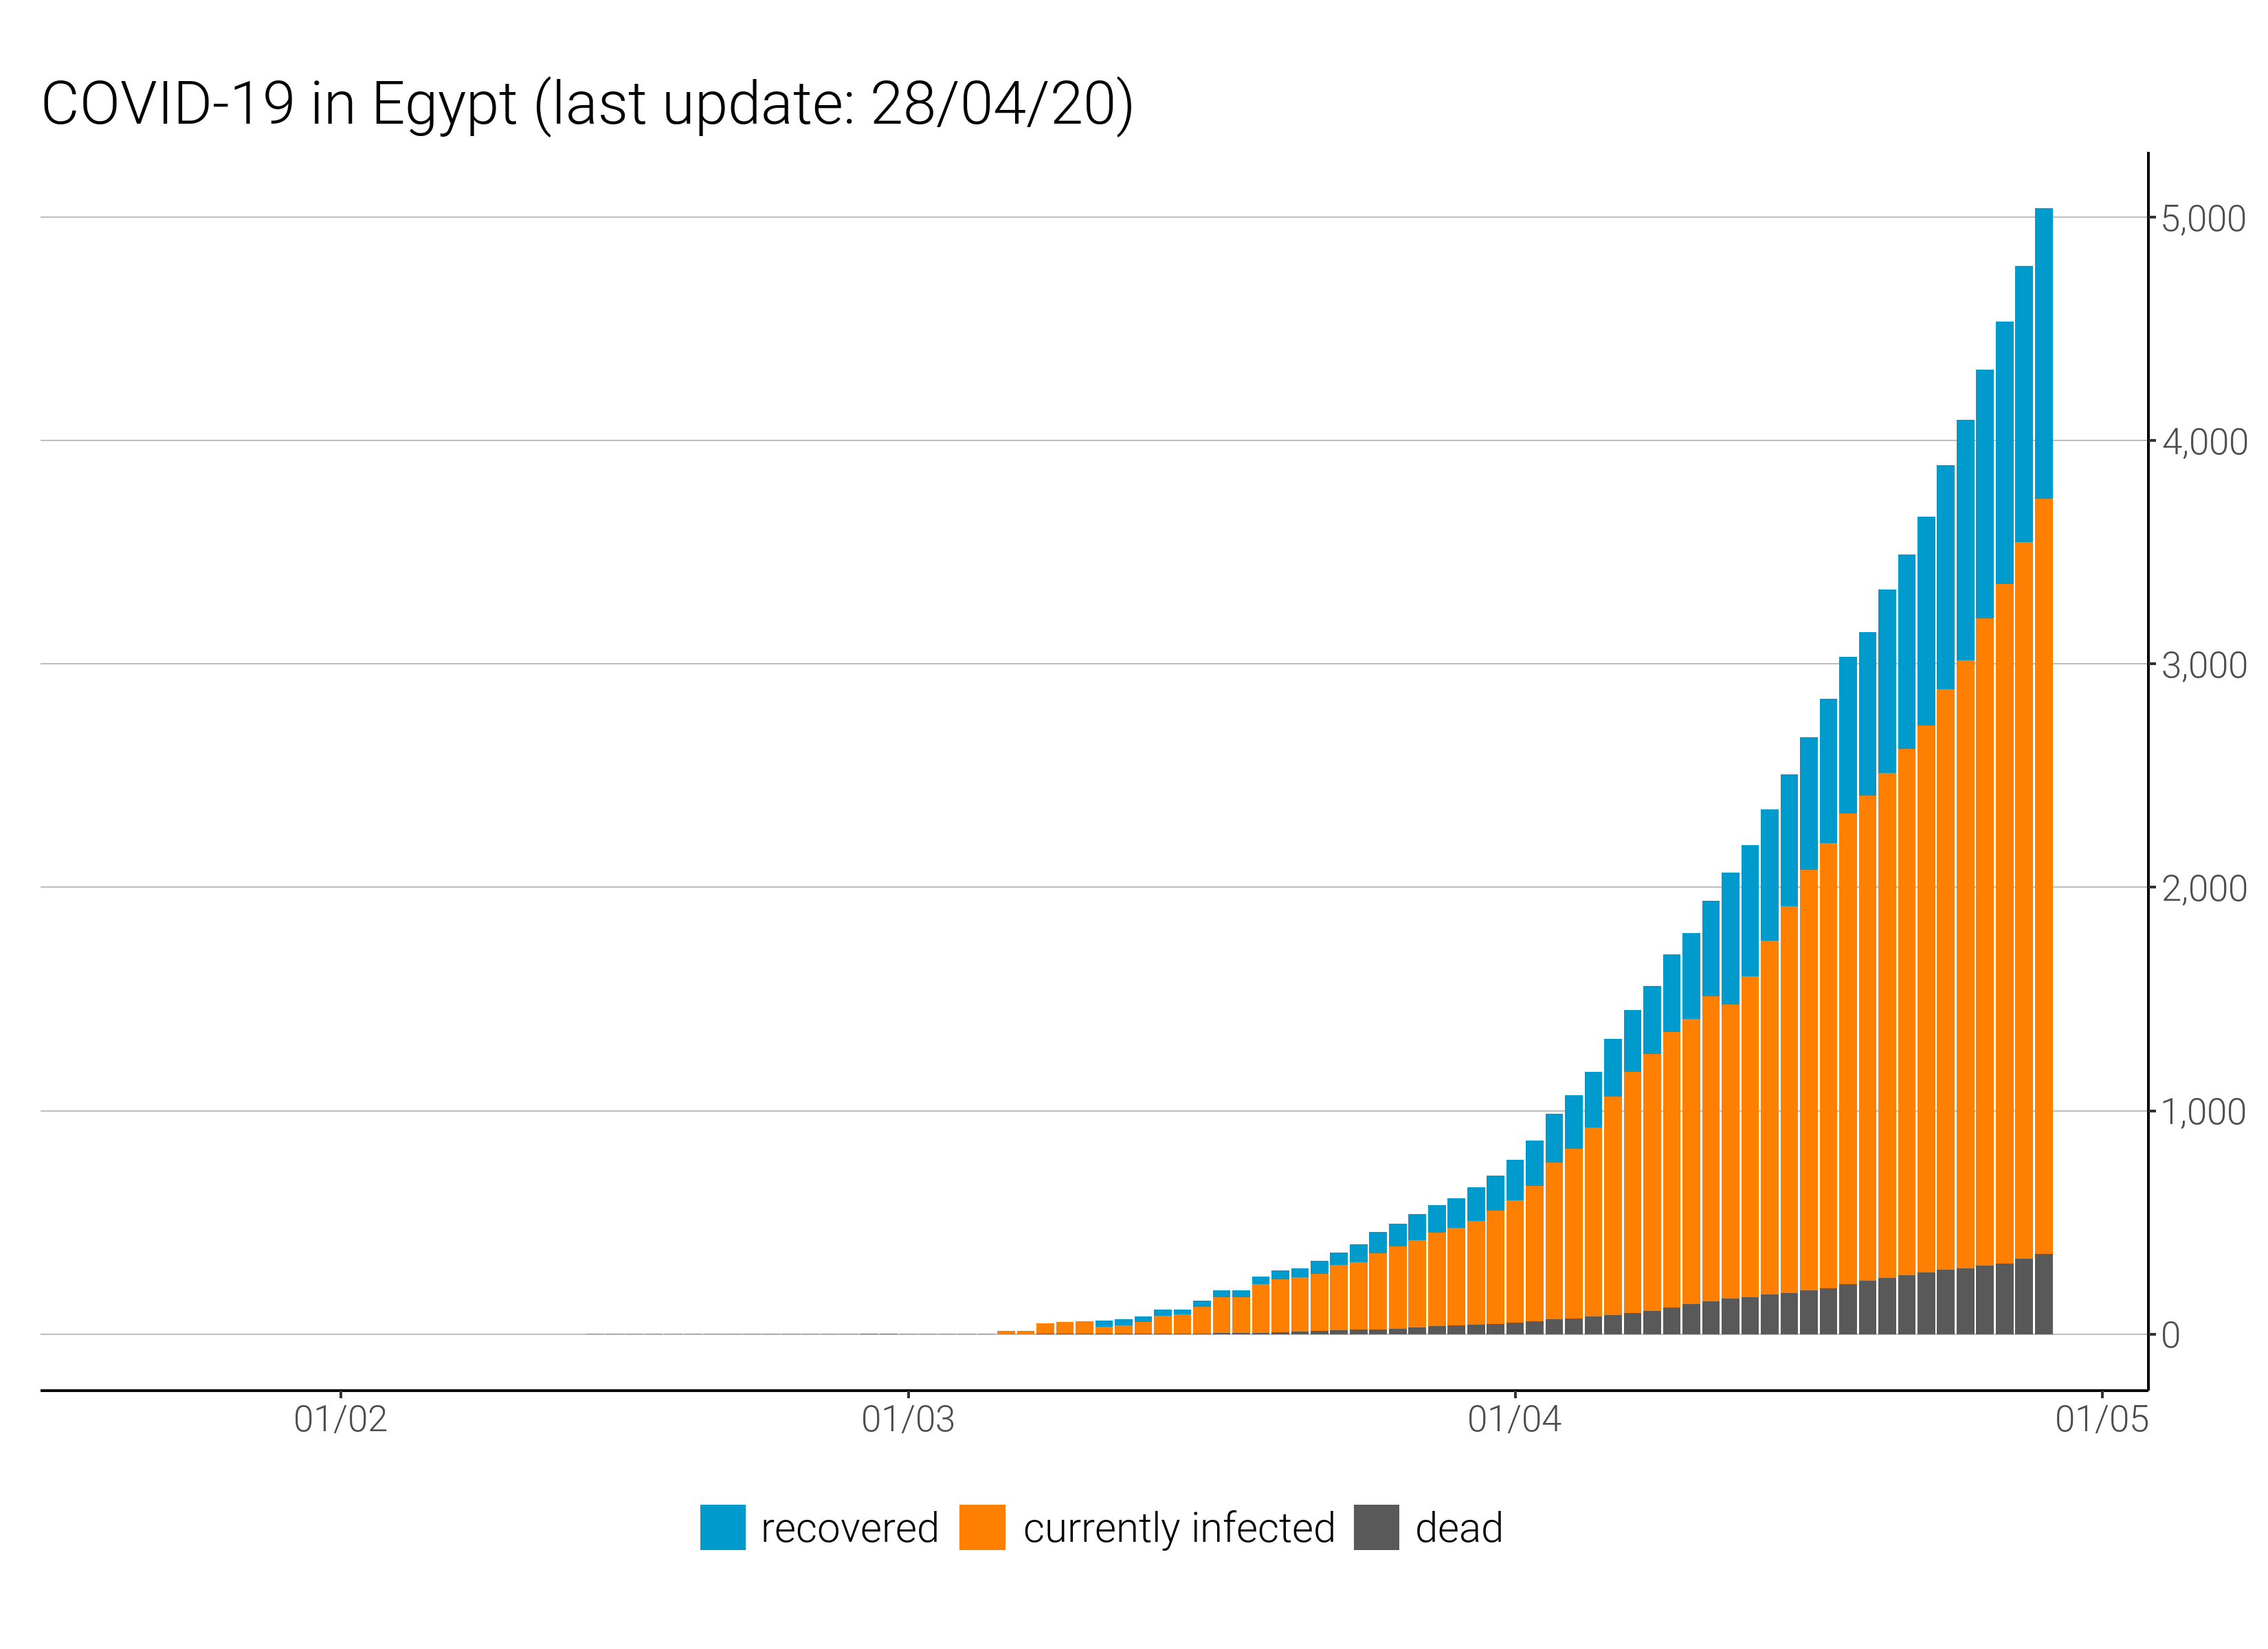 COVID-19 in Egypt (last update: 28/04/20)
5,000
4,000
3,000
2,000
1,000
0
01/02 01/03 01/04 01/05
recovered currently infected dead